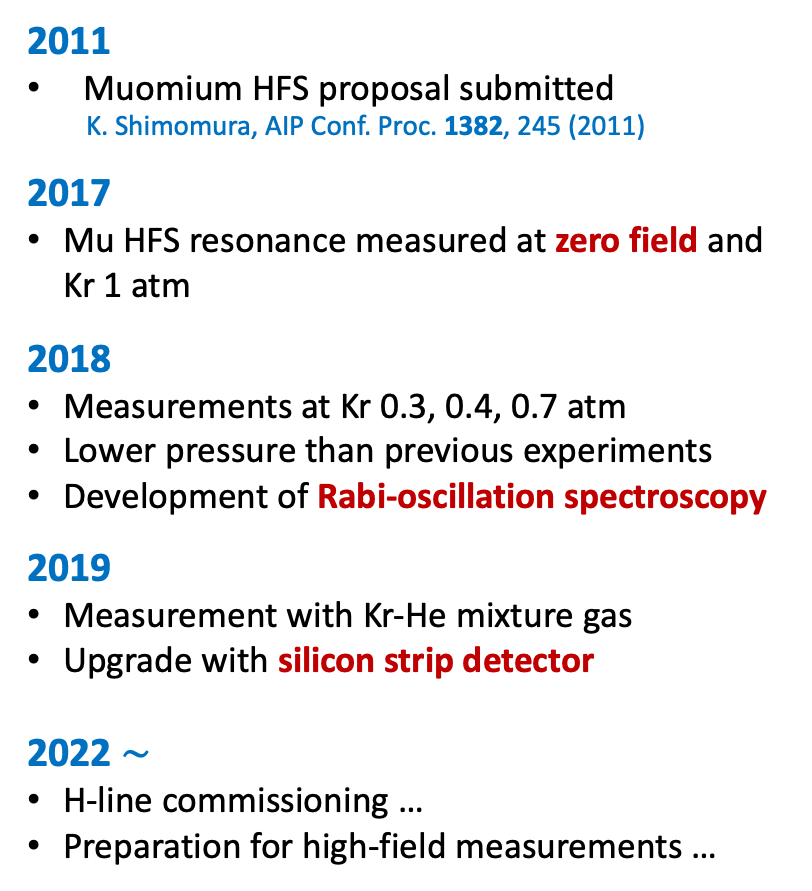 2011
• Muomium HFS proposal submitted
K. Shimomura, AIP Conf. Proc. 1382, 245 (2011)
2017
• Mu HFS resonance measured at zero field and
Kr 1 atm
2018
• Measurements at Kr 0.3, 0.4, 0.7 atm
• Lower pressure than previous experiments
• Development of Rabi-oscillation spectroscopy
2019
• Measurement with Kr-He mixture gas
• Upgrade with silicon strip detector
2022 ~
• H-line commissioning ...
• Preparation for high-field measurements ...